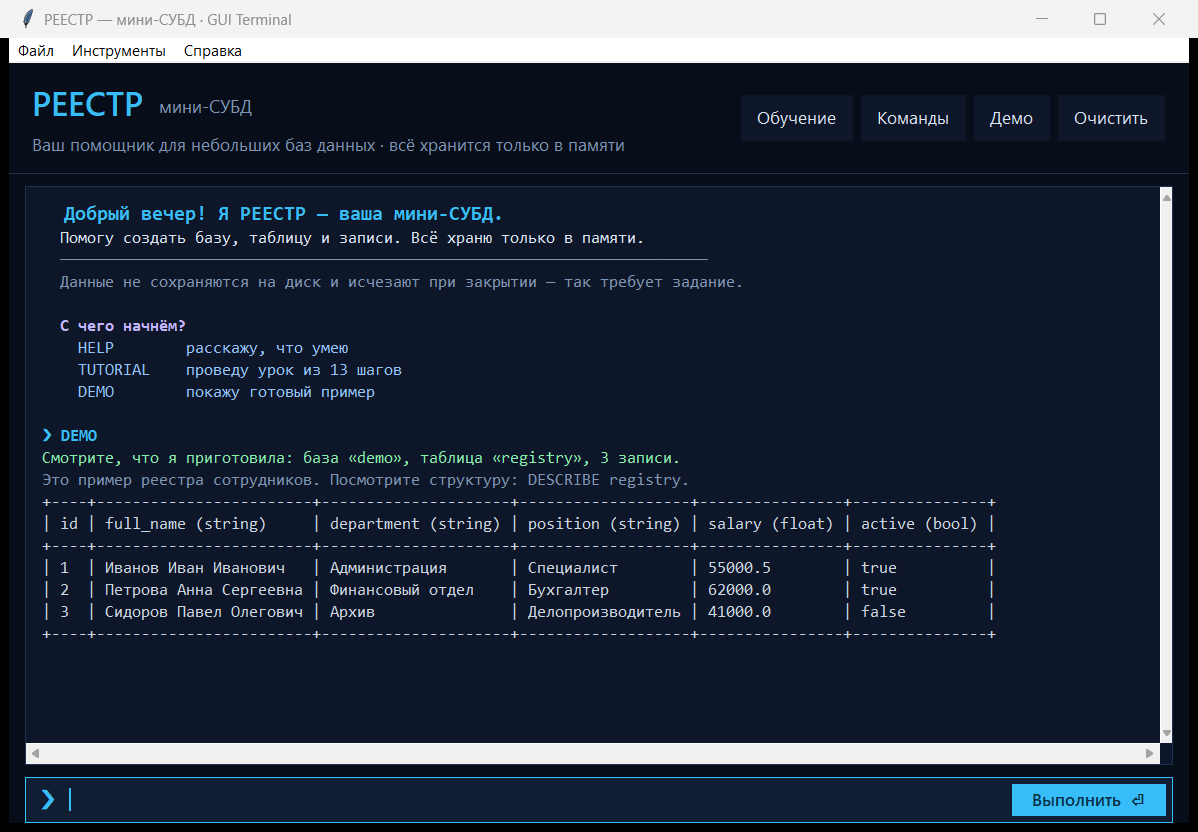 РЕЕСТР — мини-СУБД · GUI Terminal
Файл Инструменты Справка
РЕЕСТР мини-СУБД
Ваш помощник для небольших баз данных · всё хранится только в памяти
Обучение Команды Демо Очистить
Добрый вечер! Я РЕЕСТР — ваша мини-СУБД.
Помогу создать базу, таблицу и записи. Всё храню только в памяти.
Данные не сохраняются на диск и исчезают при закрытии — так требует задание.
С чего начнём?
HELP расскажу, что умею
TUTORIAL проведу урок из 13 шагов
DEMO покажу готовый пример
❯ DEMO
Смотрите, что я приготовила: база «demo», таблица «registry», 3 записи.
Это пример реестра сотрудников. Посмотрите структуру: DESCRIBE registry.
+----+------------------------+--------------------+-------------------+----------------+---------------+
| id | full_name (string) | department (string) | position (string) | salary (float) | active (bool) |
+----+------------------------+--------------------+-------------------+----------------+---------------+
| 1 | Иванов Иван Иванович | Администрация | Специалист | 55000.5 | true |
| 2 | Петрова Анна Сергеевна | Финансовый отдел | Бухгалтер | 62000.0 | true |
| 3 | Сидоров Павел Олегович | Архив | Делопроизводитель | 41000.0 | false |
+----+------------------------+--------------------+-------------------+----------------+---------------+
❯
Выполнить ⏎